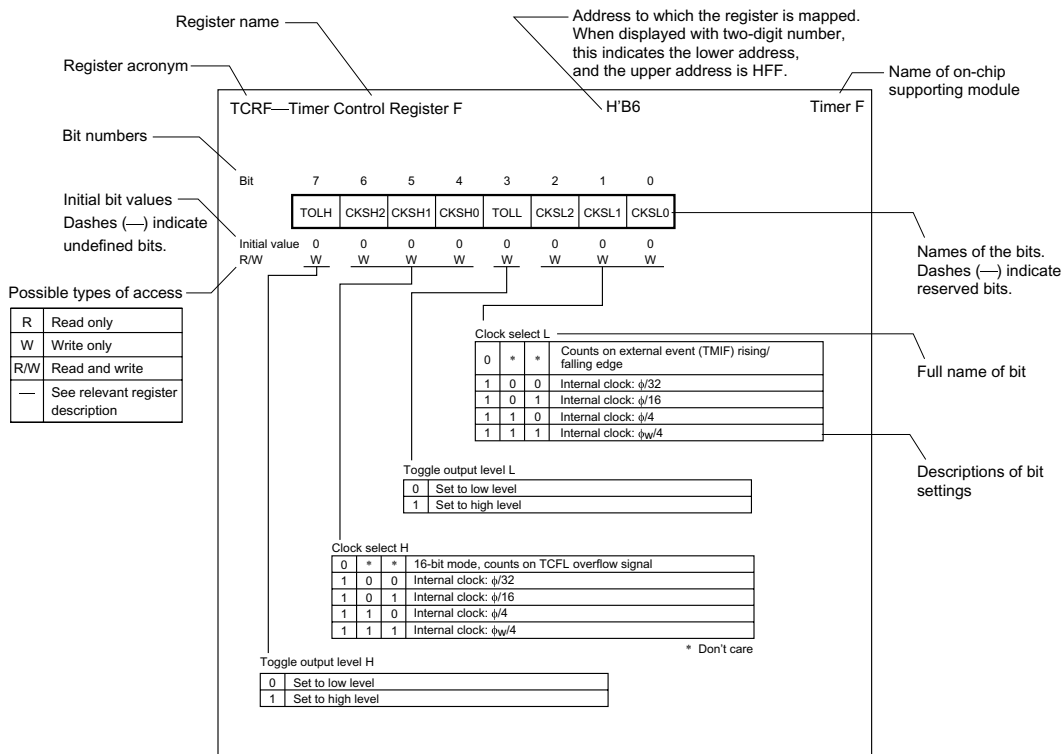 Register name
Address to which the register is mapped.
When displayed with two-digit number,
this indicates the lower address,
and the upper address is HFF.
Register acronym
Name of on-chip
supporting module
TCRF—Timer Control Register F
H'B6
Timer F
Bit numbers
Bit 7 6 5 4 3 2 1 0
TOLH CKSH2 CKSH1 CKSH0 TOLL CKSL2 CKSL1 CKSL0
Initial bit values
Dashes (—) indicate
undefined bits.
Initial value 0 0 0 0 0 0 0 0
R/W W W W W W W W W
Names of the bits.
Dashes (—) indicate
reserved bits.
Possible types of access
R Read only
W Write only
R/W Read and write
— See relevant register
description
Clock select L
0 * * Counts on external event (TMIF) rising/
falling edge
1 0 0 Internal clock: ϕ/32
1 0 1 Internal clock: ϕ/16
1 1 0 Internal clock: ϕ/4
1 1 1 Internal clock: ϕw/4
Full name of bit
Descriptions of bit
settings
Toggle output level L
0 Set to low level
1 Set to high level
Clock select H
0 * * 16-bit mode, counts on TCFL overflow signal
1 0 0 Internal clock: ϕ/32
1 0 1 Internal clock: ϕ/16
1 1 0 Internal clock: ϕ/4
1 1 1 Internal clock: ϕw/4
* Don't care
Toggle output level H
0 Set to low level
1 Set to high level